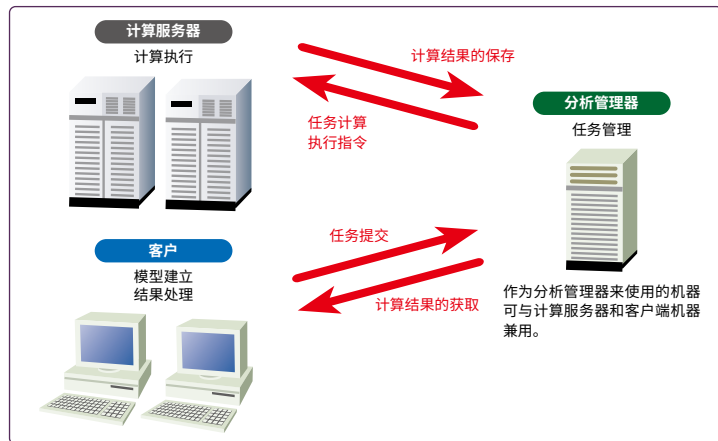 计算服务器
计算执行
计算结果的保存
任务计算
执行指令
分析管理器
任务管理
客户
模型建立
结果处理
任务提交
计算结果的获取
作为分析管理器来使用的机器
可与计算服务器和客户端机器
兼用。